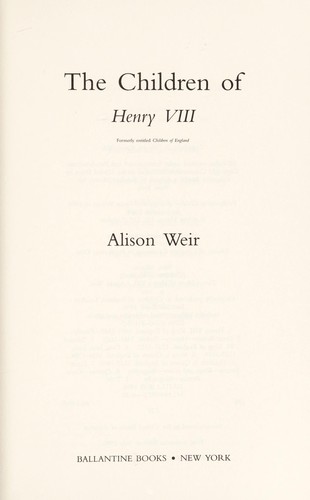 The Children of
Henry VIII
Formerly entitled Children of England
Alison Weir
BALLANTINE BOOKS • NEW YORK